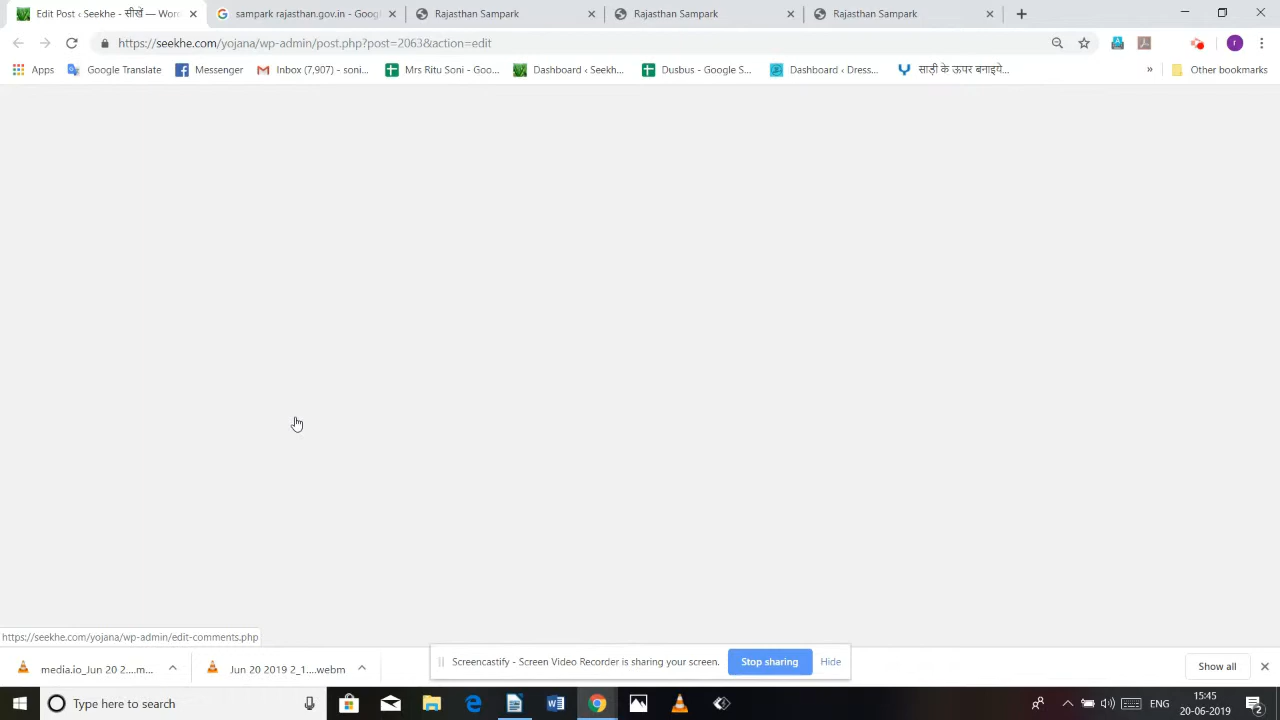 Edit Post ‹ Seekhe - सीखें — Word
sampark rajasthan.gov.in - Googl
Rajasthan Sampark
Rajasthan Sampark
Rajasthan Sampark
https://seekhe.com/yojana/wp-admin/post.php?post=2063&action=edit
Apps
Google Translate
Messenger
Inbox (7,907) - soni...
Mrs Ritu Soni - Goo...
Dashboard ‹ Seekh...
Dusbus - Google S...
Dashboard ‹ Dress...
साड़ी के ऊपर बनाइये...
»
Other bookmarks
https://seekhe.com/yojana/wp-admin/edit-comments.php
media.io_Jun 20 2....m...
Jun 20 2019 2_1....webm
Screencastify - Screen Video Recorder is sharing your screen.
Stop sharing
Hide
Show all
Type here to search
ENG
15:45
20-06-2019
2